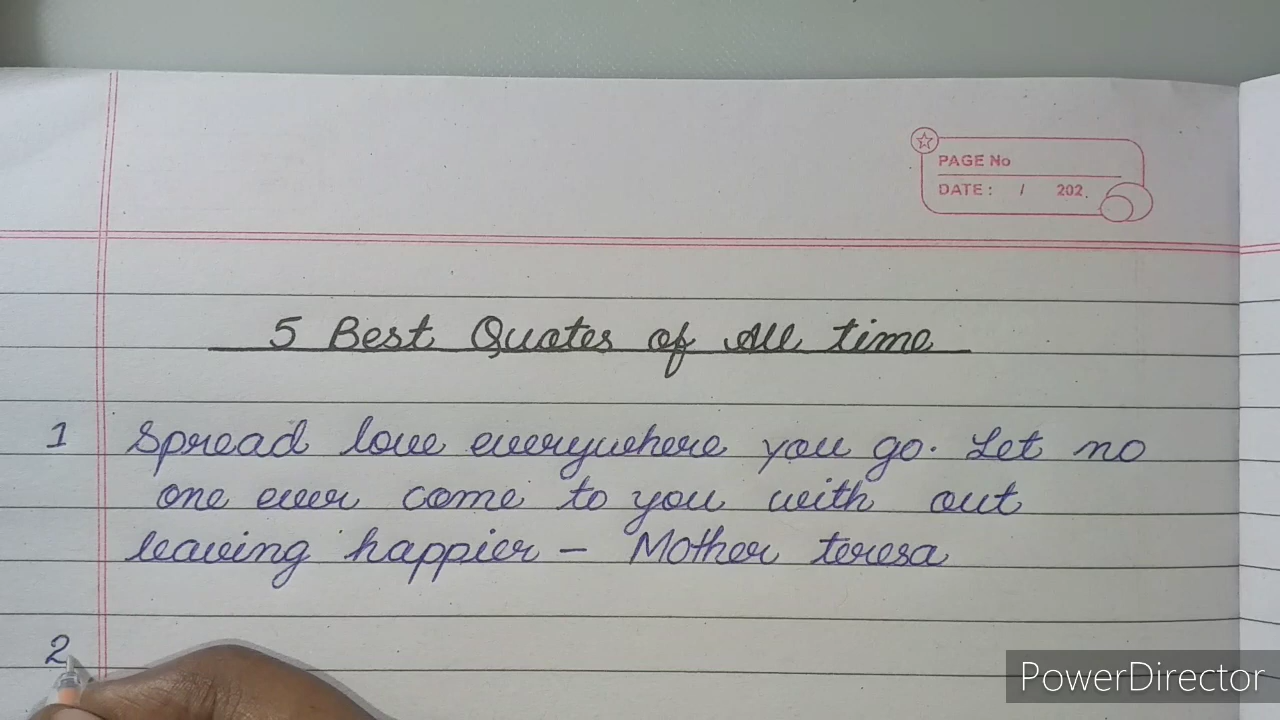 PAGE No
DATE : / 202
5 Best Quotes of All time
1 Spread love everywhere you go. Let no
one ever come to you with out
leaving happier - Mother teresa
2
PowerDirector